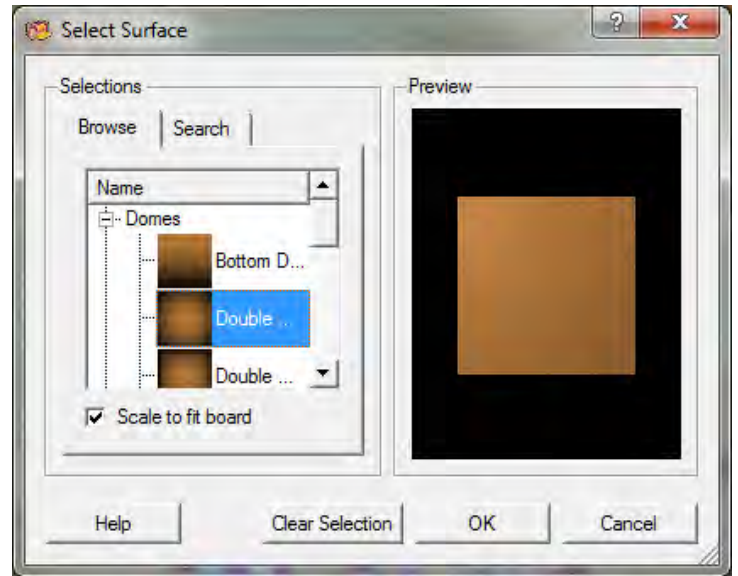 Select Surface
?
Selections
Preview
Browse
Search
Name
Domes
Bottom D...
Double ...
Double ...
Scale to fit board
Help
Clear Selection
OK
Cancel